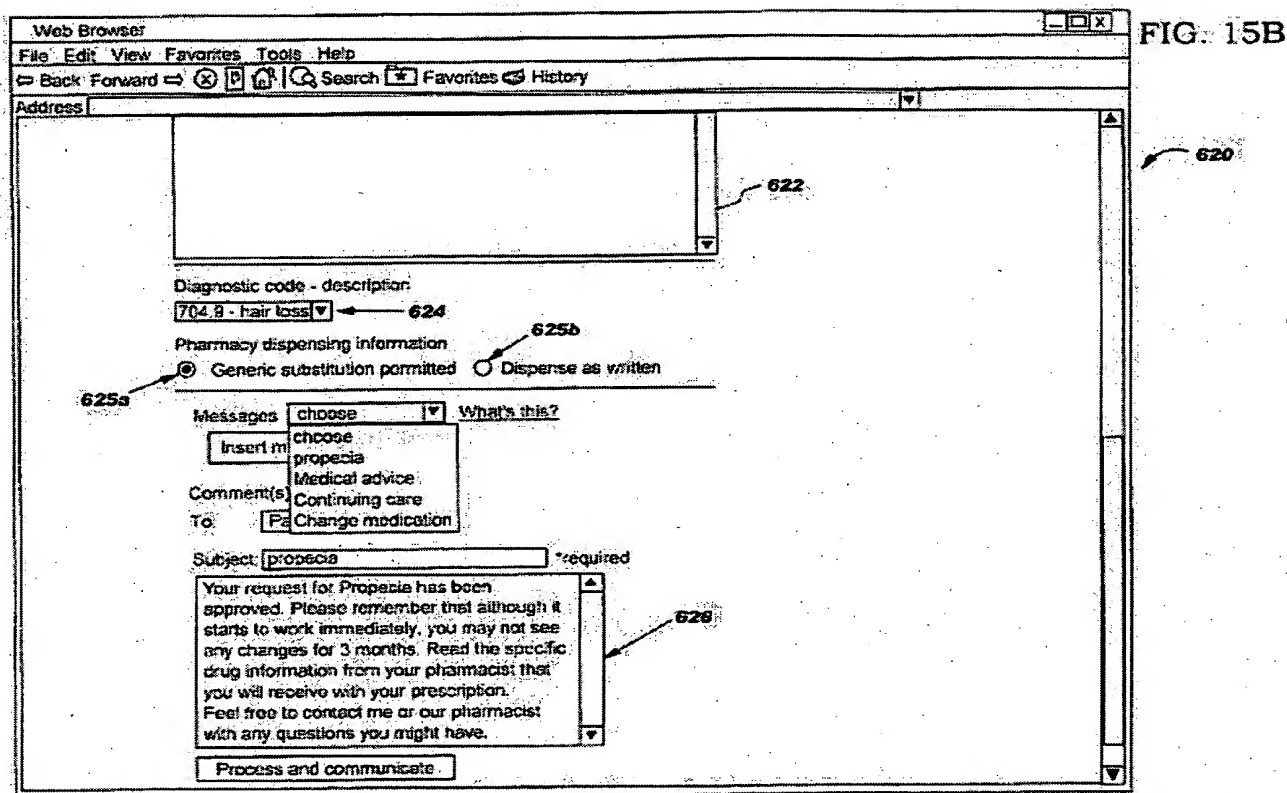 Web Browser
FIG. 15B
File Edit View Favorites Tools Help
Back Forward Search Favorites History
Address
620
622
Diagnostic code - description
704.9 - hair loss
624
625b
Pharmacy dispensing information
Generic substitution permitted Dispense as written
625a
Messages choose What's this?
choose
Insert m
propecia
Medical advice
Comment(s)
Continuing care
To Pa
Change medication
Subject: propecia *required
Your request for Propecia has been
approved. Please remember that although it
starts to work immediately, you may not see
626
any changes for 3 months. Read the specific
drug information from your pharmacist that
you will receive with your prescription.
Feel free to contact me or our pharmacist
with any questions you might have.
Process and communicate